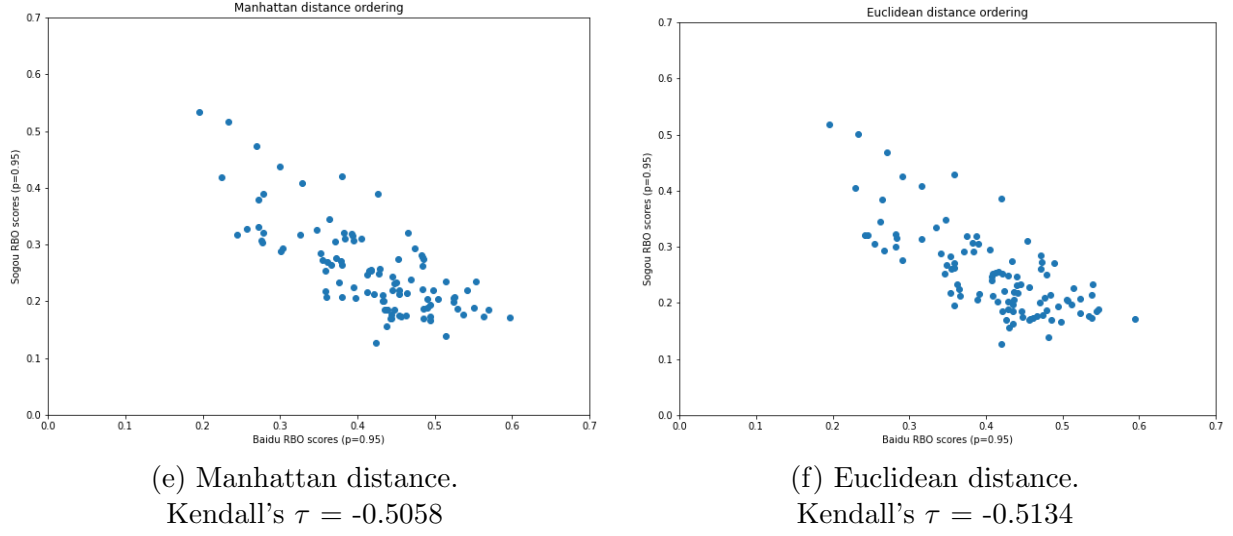 Manhattan distance ordering
0.7
0.6
0.5
0.4
0.3
0.2
0.1
0.0
Sogou RBO scores (p=0.95)
0.0 0.1 0.2 0.3 0.4 0.5 0.6 0.7
Baidu RBO scores (p=0.95)
(e) Manhattan distance.
Kendall's τ = -0.5058
Euclidean distance ordering
0.7
0.6
0.5
0.4
0.3
0.2
0.1
0.0
Sogou RBO scores (p=0.95)
0.0 0.1 0.2 0.3 0.4 0.5 0.6 0.7
Baidu RBO scores (p=0.95)
(f) Euclidean distance.
Kendall's τ = -0.5134